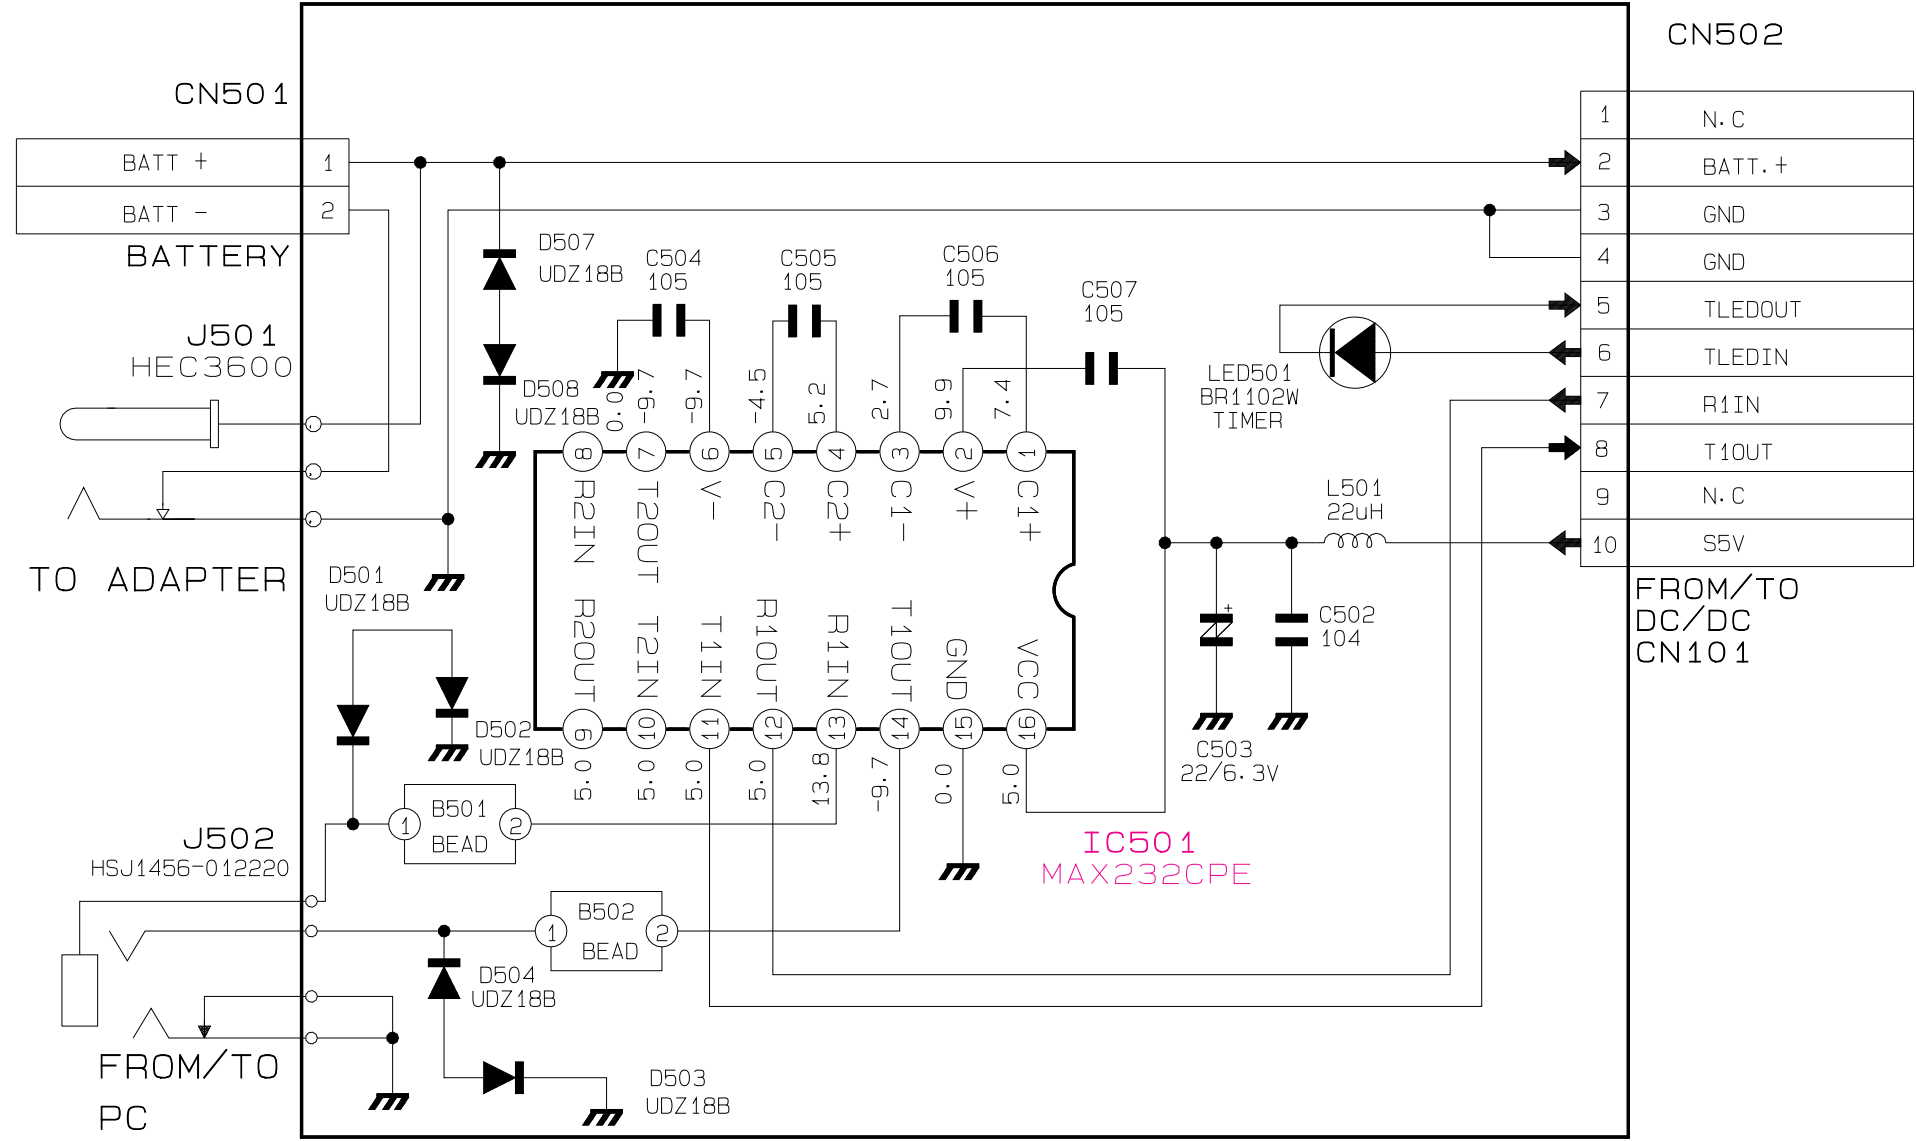 CN501
BATT + 1
BATT - 2
BATTERY
J501
HEC3600
TO ADAPTER
D501
UDZ18B
D502
UDZ18B
J502
HSJ1456-012220
FROM/TO
PC
B501
BEAD
1
2
B502
BEAD
1
2
D504
UDZ18B
D503
UDZ18B
D507
UDZ18B
D508
UDZ18B
C504
105
C505
105
C506
105
C507
105
0.0
-9.7
-9.7
-4.5
5.2
2.7
9.9
7.4
8
7
6
5
4
3
2
1
R2IN
T2OUT
V-
C2-
C2+
C1-
V+
C1+
R2OUT
T2IN
T1IN
R1OUT
R1IN
T1OUT
GND
VCC
9
10
11
12
13
14
15
16
5.0
5.0
5.0
5.0
13.8
-9.7
0.0
5.0
IC501
MAX232CPE
LED501
BR1102W
TIMER
L501
22uH
C502
104
+
C503
22/6.3V
CN502
1 N.C
2 BATT.+
3 GND
4 GND
5 TLEDOUT
6 TLEDIN
7 R1IN
8 T1OUT
9 N.C
10 S5V
FROM/TO
DC/DC
CN101